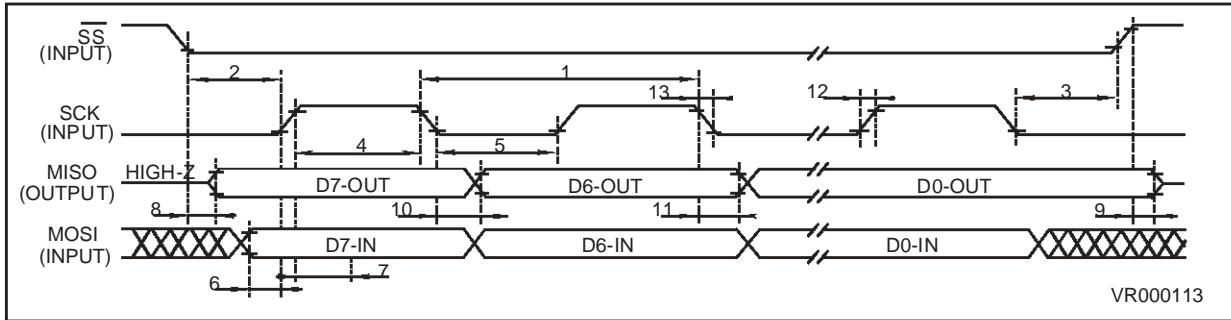 SS
(INPUT)
2
1
13
12
3
SCK
(INPUT)
4
5
MISO
(OUTPUT)
HIGH-Z
D7-OUT
D6-OUT
D0-OUT
8
10
11
9
MOSI
(INPUT)
D7-IN
D6-IN
D0-IN
6
7
VR000113